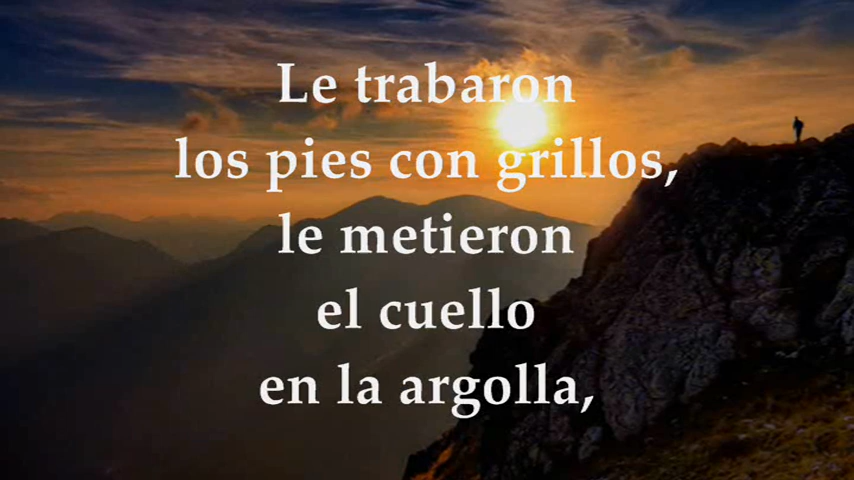 Le trabaron
los pies con grillos,
le metieron
el cuello
en la argolla,